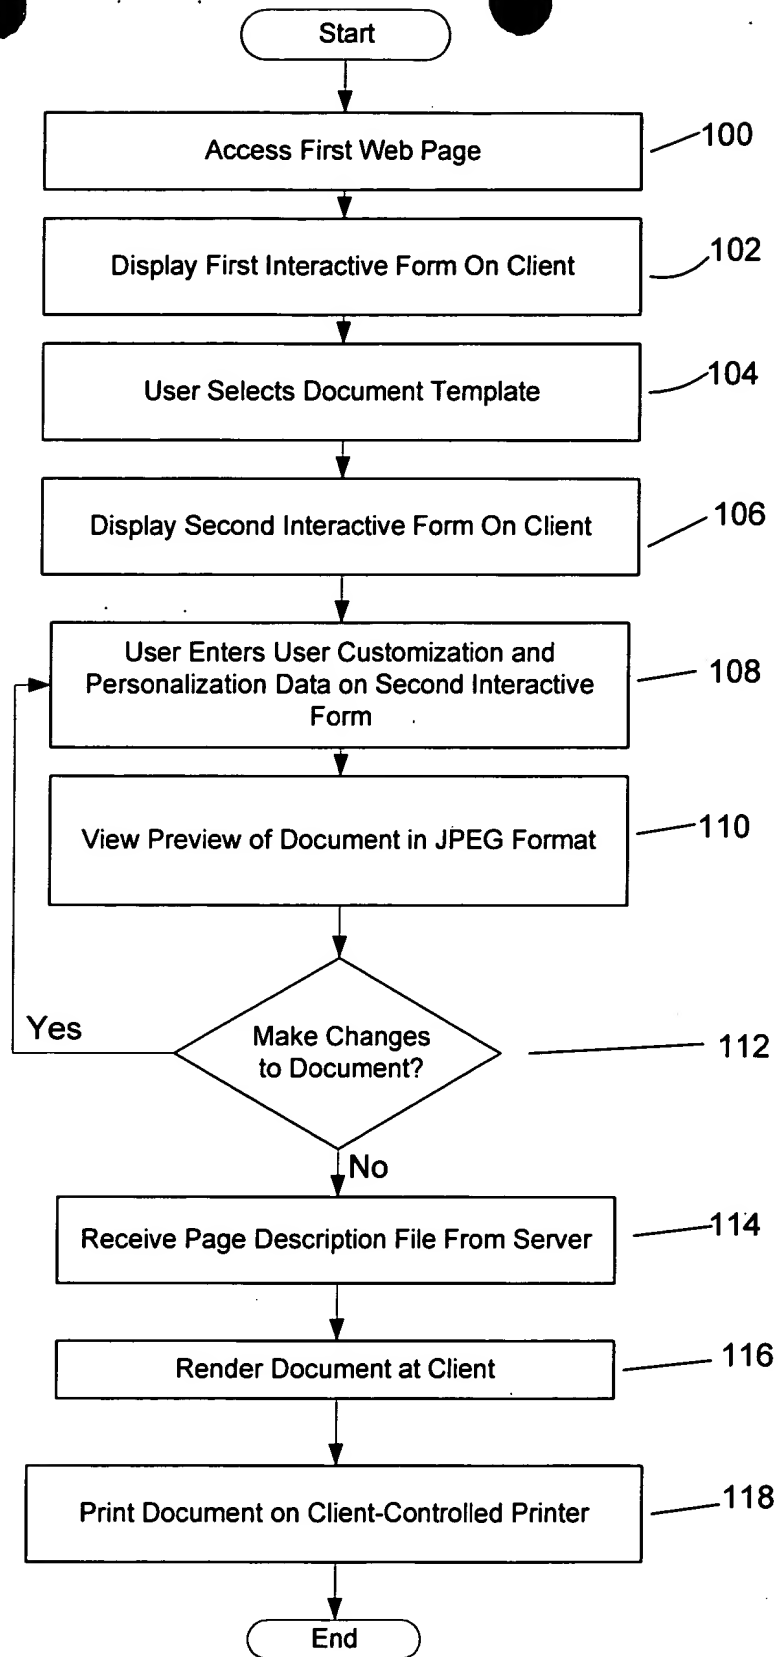 Start
Access First Web Page
100
Display First Interactive Form On Client
102
User Selects Document Template
104
Display Second Interactive Form On Client
106
User Enters User Customization and
Personalization Data on Second Interactive
Form
108
View Preview of Document in JPEG Format
110
Make Changes
to Document?
112
Yes
No
Receive Page Description File From Server
114
Render Document at Client
116
Print Document on Client-Controlled Printer
118
End